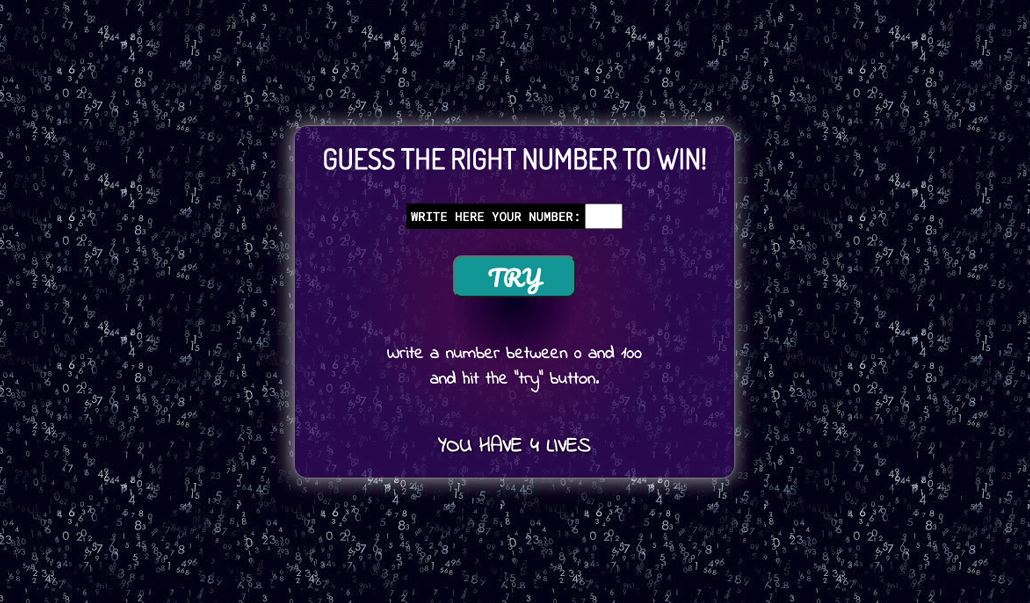 GUESS THE RIGHT NUMBER TO WIN!
WRITE HERE YOUR NUMBER:
TRY
Write a number between 0 and 100
and hit the "try" button.
YOU HAVE 4 LIVES